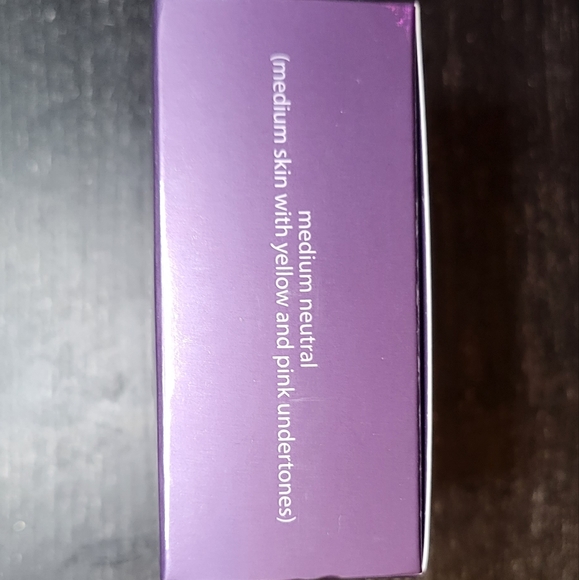 medium neutral
(medium skin with yellow and pink undertones)